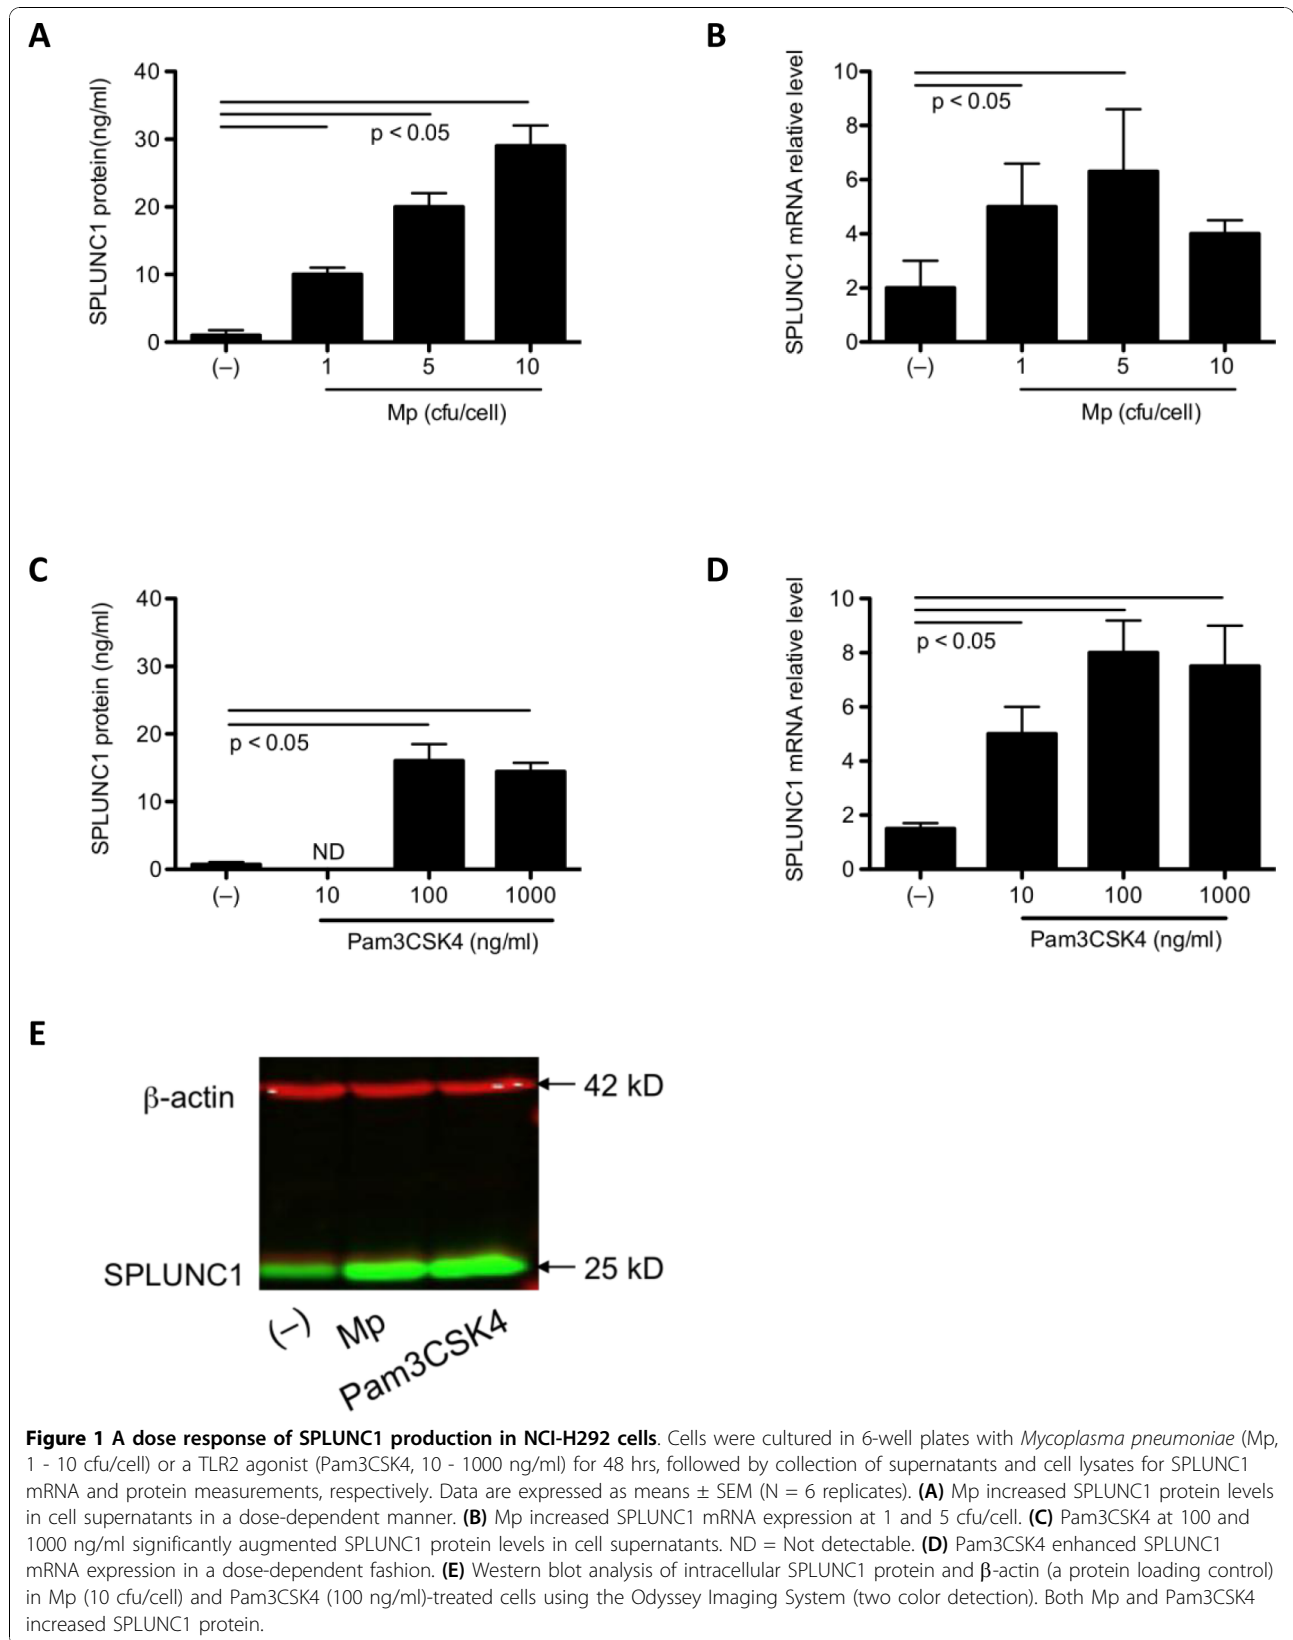 A
SPLUNC1 protein(ng/ml)
40
30
20
10
0
p < 0.05
(–) 1 5 10
Mp (cfu/cell)
B
SPLUNC1 mRNA relative level
10
8
6
4
2
0
p < 0.05
(–) 1 5 10
Mp (cfu/cell)
C
SPLUNC1 protein (ng/ml)
40
30
20
10
0
p < 0.05
ND
(–) 10 100 1000
Pam3CSK4 (ng/ml)
D
SPLUNC1 mRNA relative level
10
8
6
4
2
0
p < 0.05
(–) 10 100 1000
Pam3CSK4 (ng/ml)
E
β-actin
42 kD
SPLUNC1
25 kD
(–) Mp Pam3CSK4
Figure 1 A dose response of SPLUNC1 production in NCI-H292 cells. Cells were cultured in 6-well plates with Mycoplasma pneumoniae (Mp,
1 - 10 cfu/cell) or a TLR2 agonist (Pam3CSK4, 10 - 1000 ng/ml) for 48 hrs, followed by collection of supernatants and cell lysates for SPLUNC1
mRNA and protein measurements, respectively. Data are expressed as means ± SEM (N = 6 replicates). (A) Mp increased SPLUNC1 protein levels
in cell supernatants in a dose-dependent manner. (B) Mp increased SPLUNC1 mRNA expression at 1 and 5 cfu/cell. (C) Pam3CSK4 at 100 and
1000 ng/ml significantly augmented SPLUNC1 protein levels in cell supernatants. ND = Not detectable. (D) Pam3CSK4 enhanced SPLUNC1
mRNA expression in a dose-dependent fashion. (E) Western blot analysis of intracellular SPLUNC1 protein and β-actin (a protein loading control)
in Mp (10 cfu/cell) and Pam3CSK4 (100 ng/ml)-treated cells using the Odyssey Imaging System (two color detection). Both Mp and Pam3CSK4
increased SPLUNC1 protein.